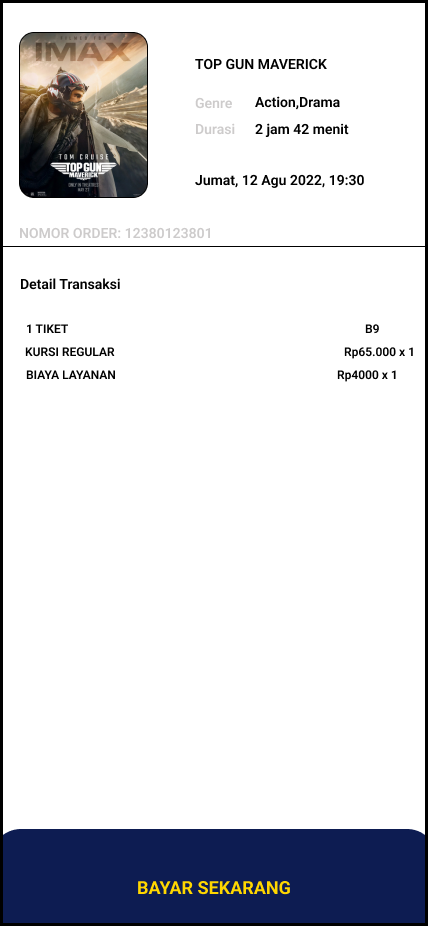 FILMED FOR
IMAX
TOM CRUISE
TOP GUN
MAVERICK
ONLY IN THEATRES
MAY 27
TOP GUN MAVERICK
Genre Action,Drama
Durasi 2 jam 42 menit
Jumat, 12 Agu 2022, 19:30
NOMOR ORDER: 12380123801
Detail Transaksi
1 TIKET B9
KURSI REGULAR Rp65.000 x 1
BIAYA LAYANAN Rp4000 x 1
BAYAR SEKARANG